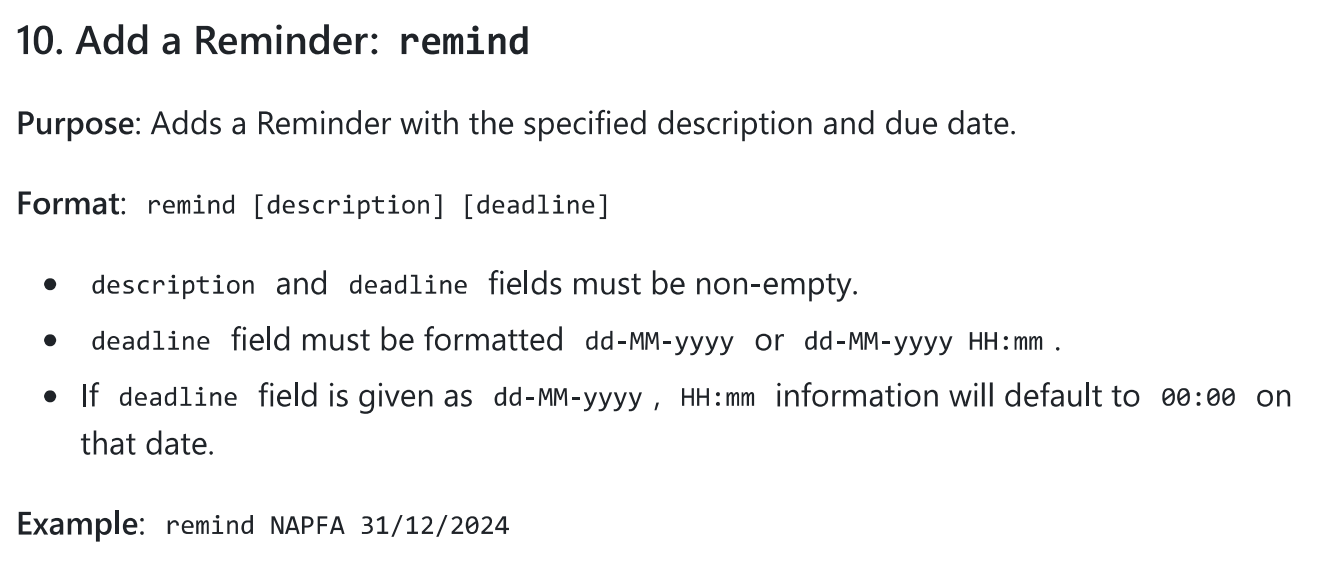 10. Add a Reminder: remind
Purpose: Adds a Reminder with the specified description and due date.
Format: remind [description] [deadline]
• description and deadline fields must be non-empty.
• deadline field must be formatted dd-MM-yyyy or dd-MM-yyyy HH:mm .
• If deadline field is given as dd-MM-yyyy , HH:mm information will default to 00:00 on
that date.
Example: remind NAPFA 31/12/2024